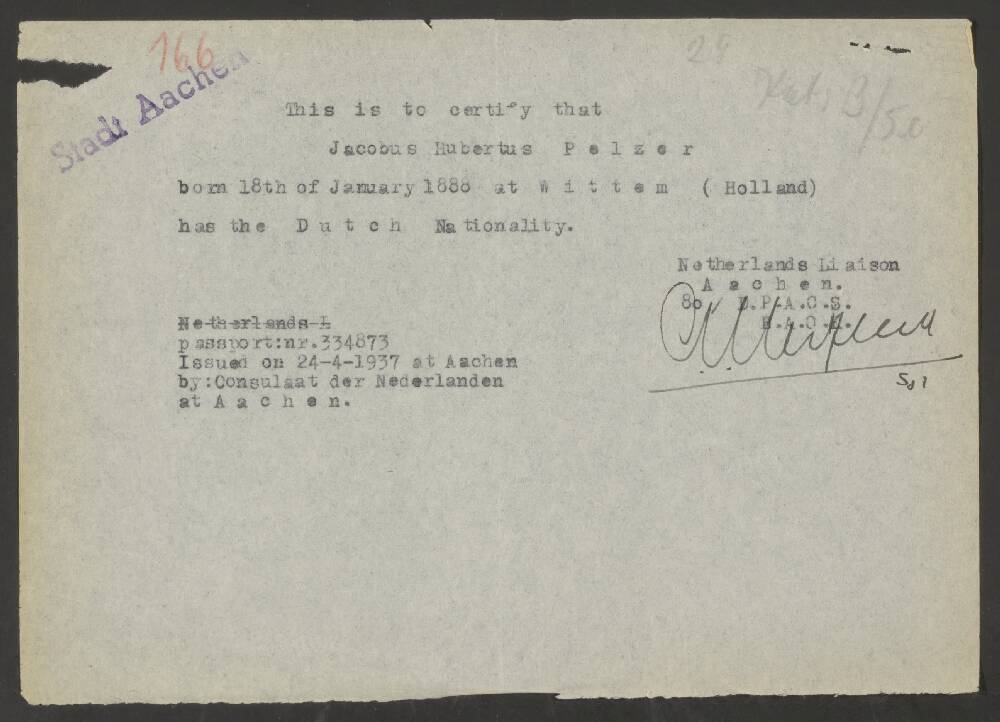 166
Stadt Aachen
29
This is to certify that
Jacobus Hubertus Pelzer
born 18th of January 1888 at Wittem (Holland)
has the Dutch Nationality.
Netherlands Liaison
Aachen.
80, D.P.A.C.S.
B.A.O.R.
Netherlands L
passport:nr.334873
Issued on 24-4-1937 at Aachen
by:Consulaat der Nederlanden
at Aachen.